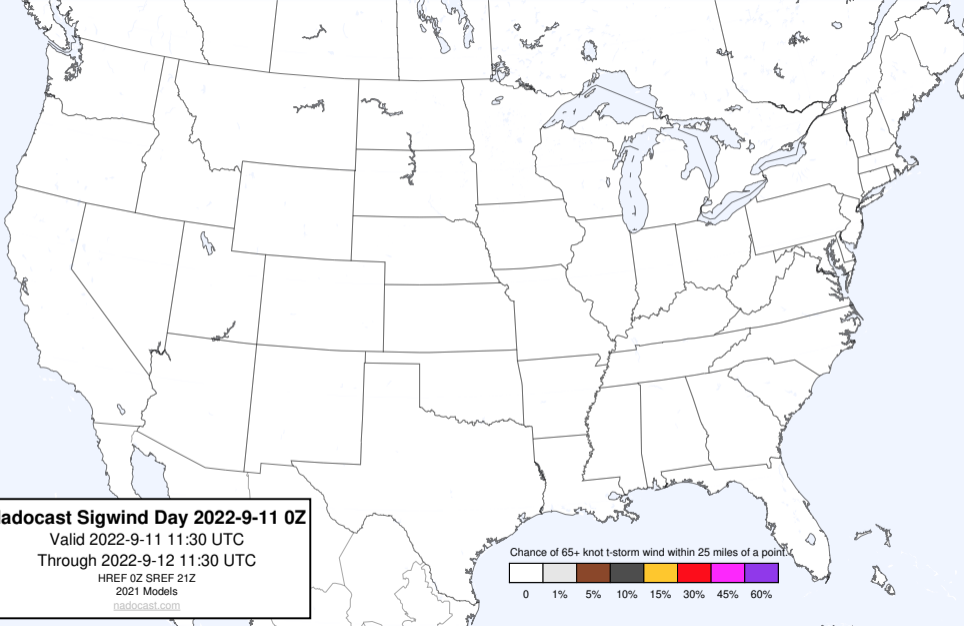 adocast Sigwind Day 2022-9-11 0Z
Valid 2022-9-11 11:30 UTC
Through 2022-9-12 11:30 UTC
HREF 0Z SREF 21Z
2021 Models
nadocast.com
Chance of 65+ knot t-storm wind within 25 miles of a point.
0 1% 5% 10% 15% 30% 45% 60%